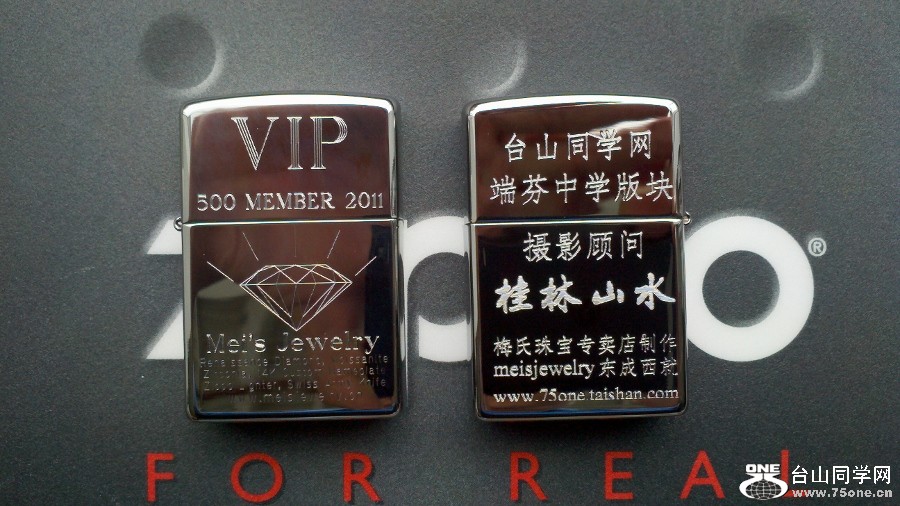 VIP
500 MEMBER 2011
Mei's Jewelry
台山同学网
端芬中学版块
摄影顾问
桂林山水
梅氏珠宝专卖店制作
meisjewelry 东成西就
www.75one.taishan.com
®
FOR REAL
ONE
台山同学网
www.75one.cn